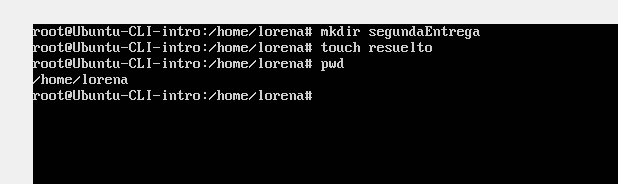 root@Ubuntu-CLI-intro:/home/lorena# mkdir segundaEntrega
root@Ubuntu-CLI-intro:/home/lorena# touch resuelto
root@Ubuntu-CLI-intro:/home/lorena# pwd
/home/lorena
root@Ubuntu-CLI-intro:/home/lorena#